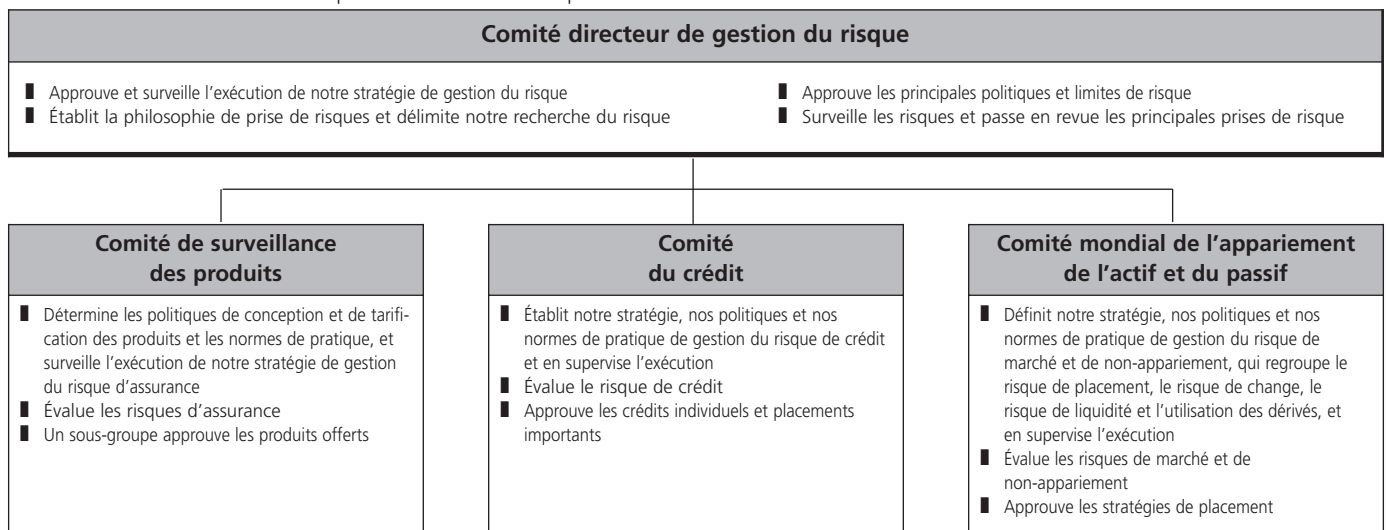 Comité directeur de gestion du risque
■ Approuve et surveille l’exécution de notre stratégie de gestion du risque
■ Établit la philosophie de prise de risques et délimite notre recherche du risque
■ Approuve les principales politiques et limites de risque
■ Surveille les risques et passe en revue les principales prises de risque
Comité de surveillance
des produits
■ Détermine les politiques de conception et de tarifi-
cation des produits et les normes de pratique, et
surveille l’exécution de notre stratégie de gestion
du risque d’assurance
■ Évalue les risques d’assurance
■ Un sous-groupe approuve les produits offerts
Comité
du crédit
■ Établit notre stratégie, nos politiques et nos
normes de pratique de gestion du risque de crédit
et en supervise l’exécution
■ Évalue le risque de crédit
■ Approuve les crédits individuels et placements
importants
Comité mondial de l’appariement
de l’actif et du passif
■ Définit notre stratégie, nos politiques et nos
normes de pratique de gestion du risque de
marché et de non-appariement, qui regroupe le
risque de placement, le risque de change, le
risque de liquidité et l’utilisation des dérivés, et
en supervise l’exécution
■ Évalue les risques de marché et de
non-appariement
■ Approuve les stratégies de placement